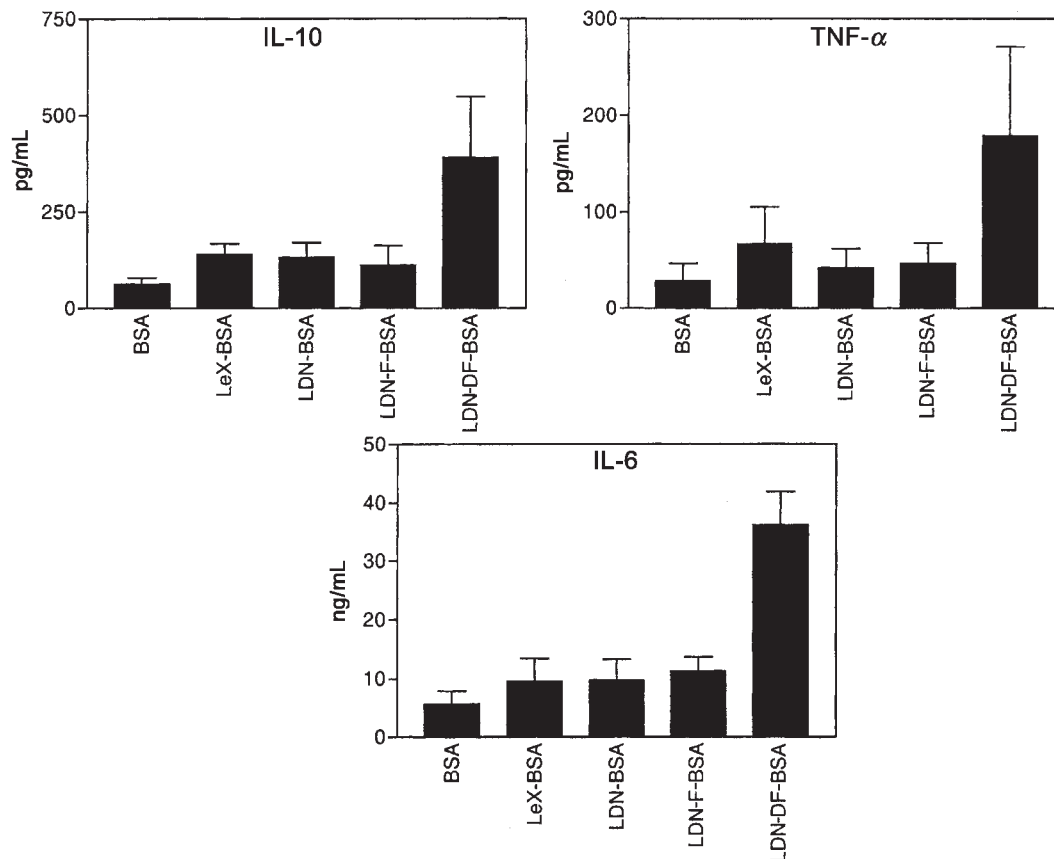 IL-10
750
500
250
0
pg/mL
BSA
LeX-BSA
LDN-BSA
LDN-F-BSA
LDN-DF-BSA
TNF-α
300
200
100
0
pg/mL
BSA
LeX-BSA
LDN-BSA
LDN-F-BSA
LDN-DF-BSA
IL-6
50
40
30
20
10
0
ng/mL
BSA
LeX-BSA
LDN-BSA
LDN-F-BSA
LDN-DF-BSA